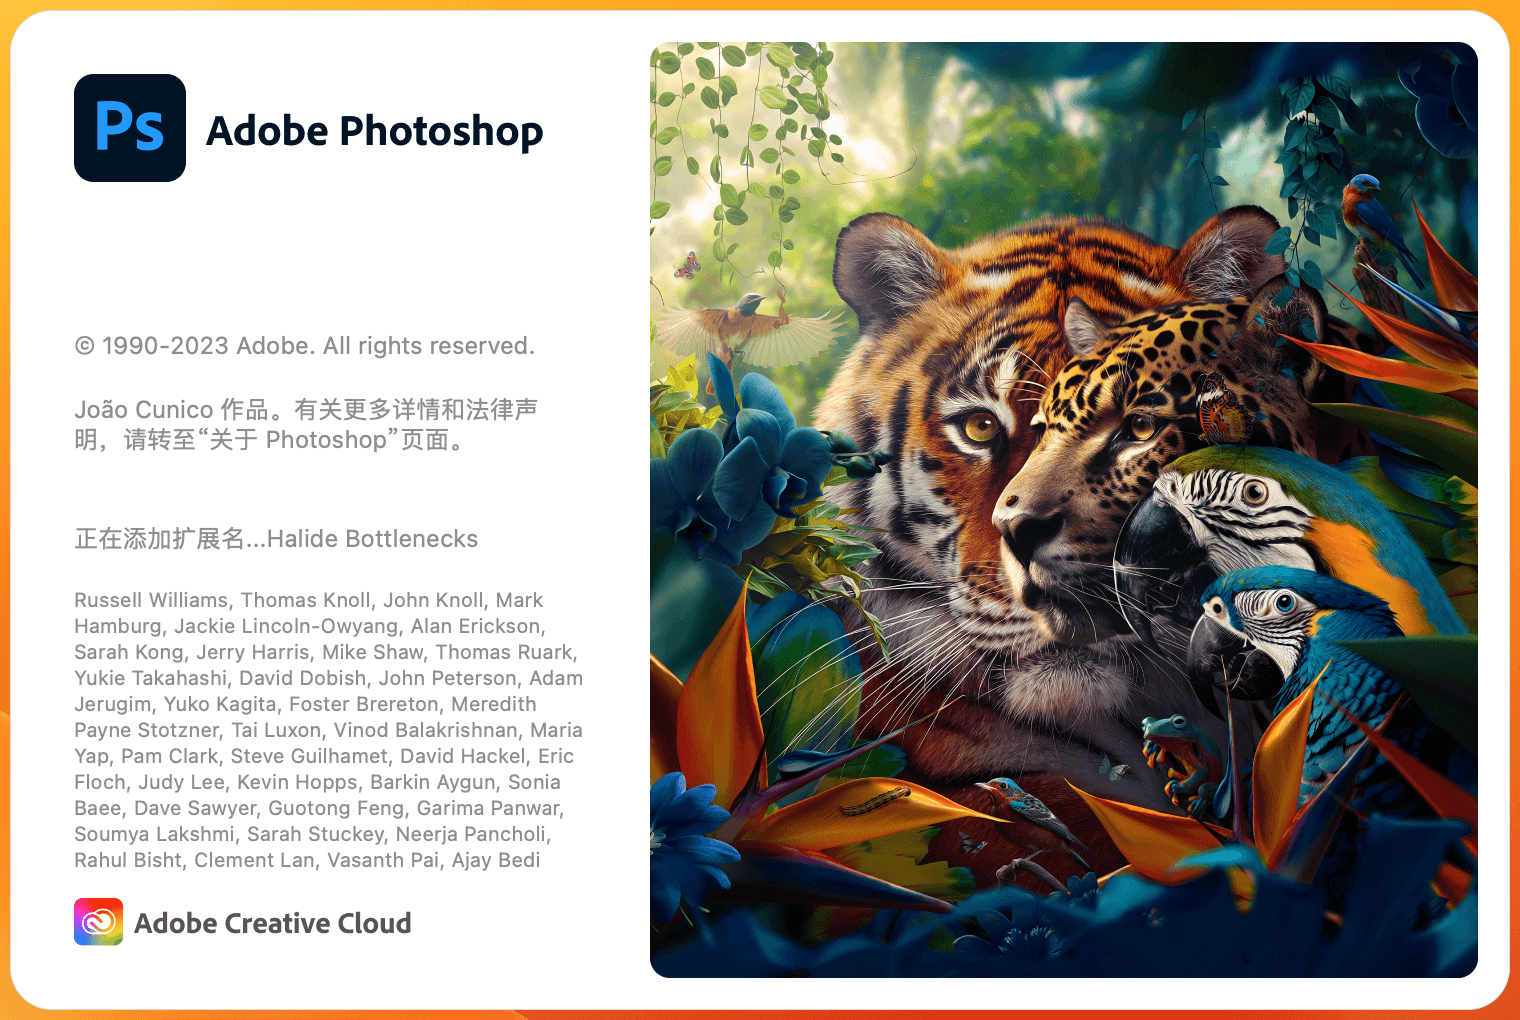 Ps
Adobe Photoshop
© 1990-2023 Adobe. All rights reserved.
João Cunico 作品。有关更多详情和法律声
明，请转至“关于 Photoshop”页面。
正在添加扩展名...Halide Bottlenecks
Russell Williams, Thomas Knoll, John Knoll, Mark
Hamburg, Jackie Lincoln-Owyang, Alan Erickson,
Sarah Kong, Jerry Harris, Mike Shaw, Thomas Ruark,
Yukie Takahashi, David Dobish, John Peterson, Adam
Jerugim, Yuko Kagita, Foster Brereton, Meredith
Payne Stotzner, Tai Luxon, Vinod Balakrishnan, Maria
Yap, Pam Clark, Steve Guilhamet, David Hackel, Eric
Floch, Judy Lee, Kevin Hopps, Barkin Aygun, Sonia
Baee, Dave Sawyer, Guotong Feng, Garima Panwar,
Soumya Lakshmi, Sarah Stuckey, Neerja Pancholi,
Rahul Bisht, Clement Lan, Vasanth Pai, Ajay Bedi
Adobe Creative Cloud